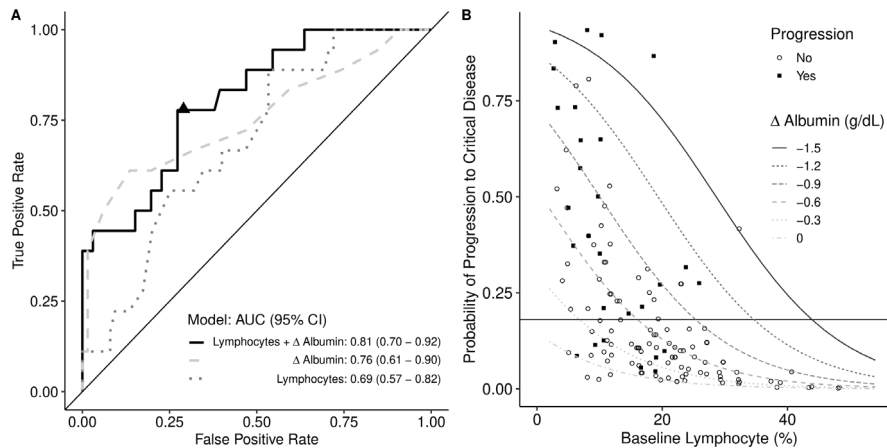 A
True Positive Rate
1.00
0.75
0.50
0.25
0.00
Model: AUC (95% CI)
Lymphocytes + Δ Albumin: 0.81 (0.70 − 0.92)
Δ Albumin: 0.76 (0.61 − 0.90)
Lymphocytes: 0.69 (0.57 − 0.82)
0.00 0.25 0.50 0.75 1.00
False Positive Rate
B
Probability of Progression to Critical Disease
0.75
0.50
0.25
0.00
Progression
No
Yes
Δ Albumin (g/dL)
−1.5
−1.2
−0.9
−0.6
−0.3
0
0 20 40
Baseline Lymphocyte (%)